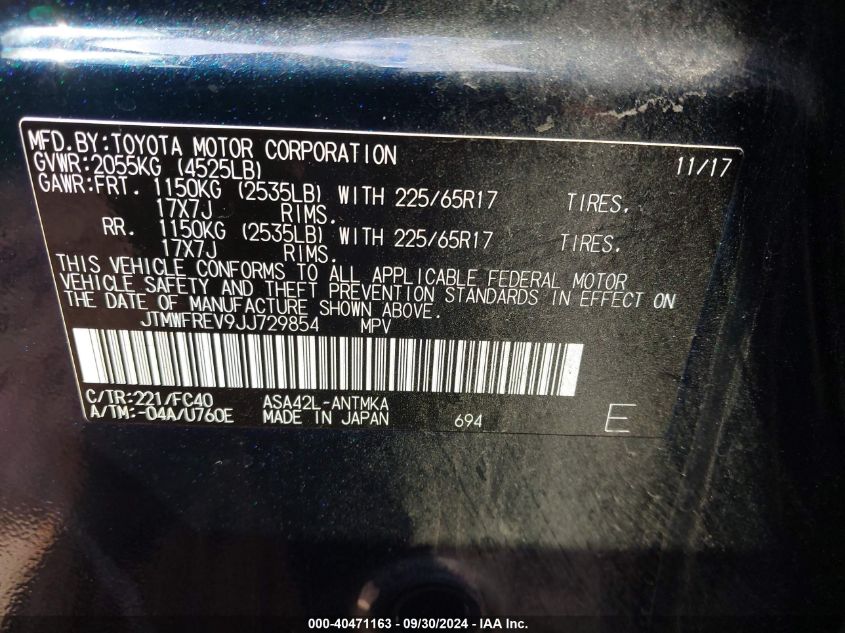 MFD.BY:TOYOTA MOTOR CORPORATION 11/17
GVWR:2055KG (4525LB)
GAWR:FRT. 1150KG (2535LB) WITH 225/65R17 TIRES,
17X7J RIMS.
RR. 1150KG (2535LB) WITH 225/65R17 TIRES,
17X7J RIMS.
THIS VEHICLE CONFORMS TO ALL APPLICABLE FEDERAL MOTOR
VEHICLE SAFETY AND THEFT PREVENTION STANDARDS IN EFFECT ON
THE DATE OF MANUFACTURE SHOWN ABOVE.
JTMWFREV9JJ729854 MPV
C/TR:221/FC40 ASA42L-ANTMKA
A/TM:-04A/U760E MADE IN JAPAN 694 E
000-40471163 - 09/30/2024 - IAA Inc.